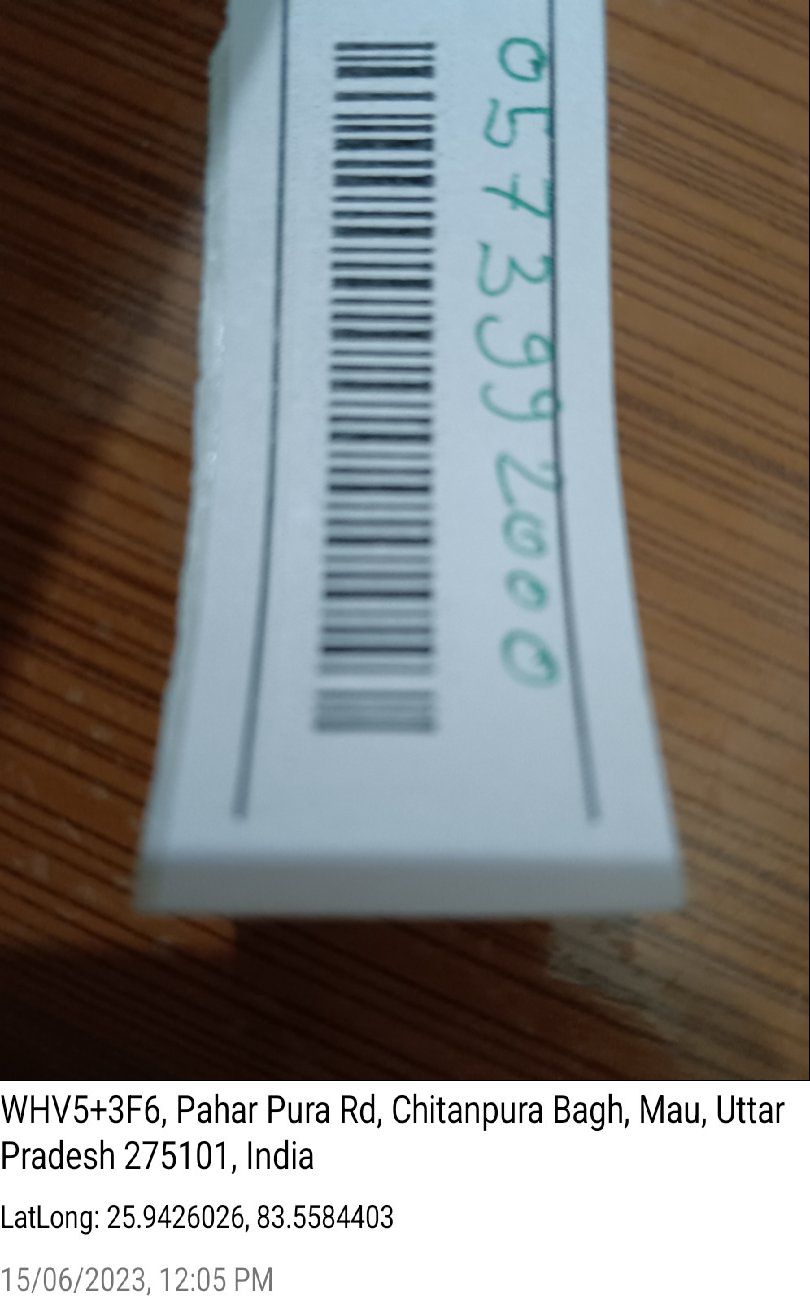 0573992000
WHV5+3F6, Pahar Pura Rd, Chitanpura Bagh, Mau, Uttar
Pradesh 275101, India
LatLong: 25.9426026, 83.5584403
15/06/2023, 12:05 PM